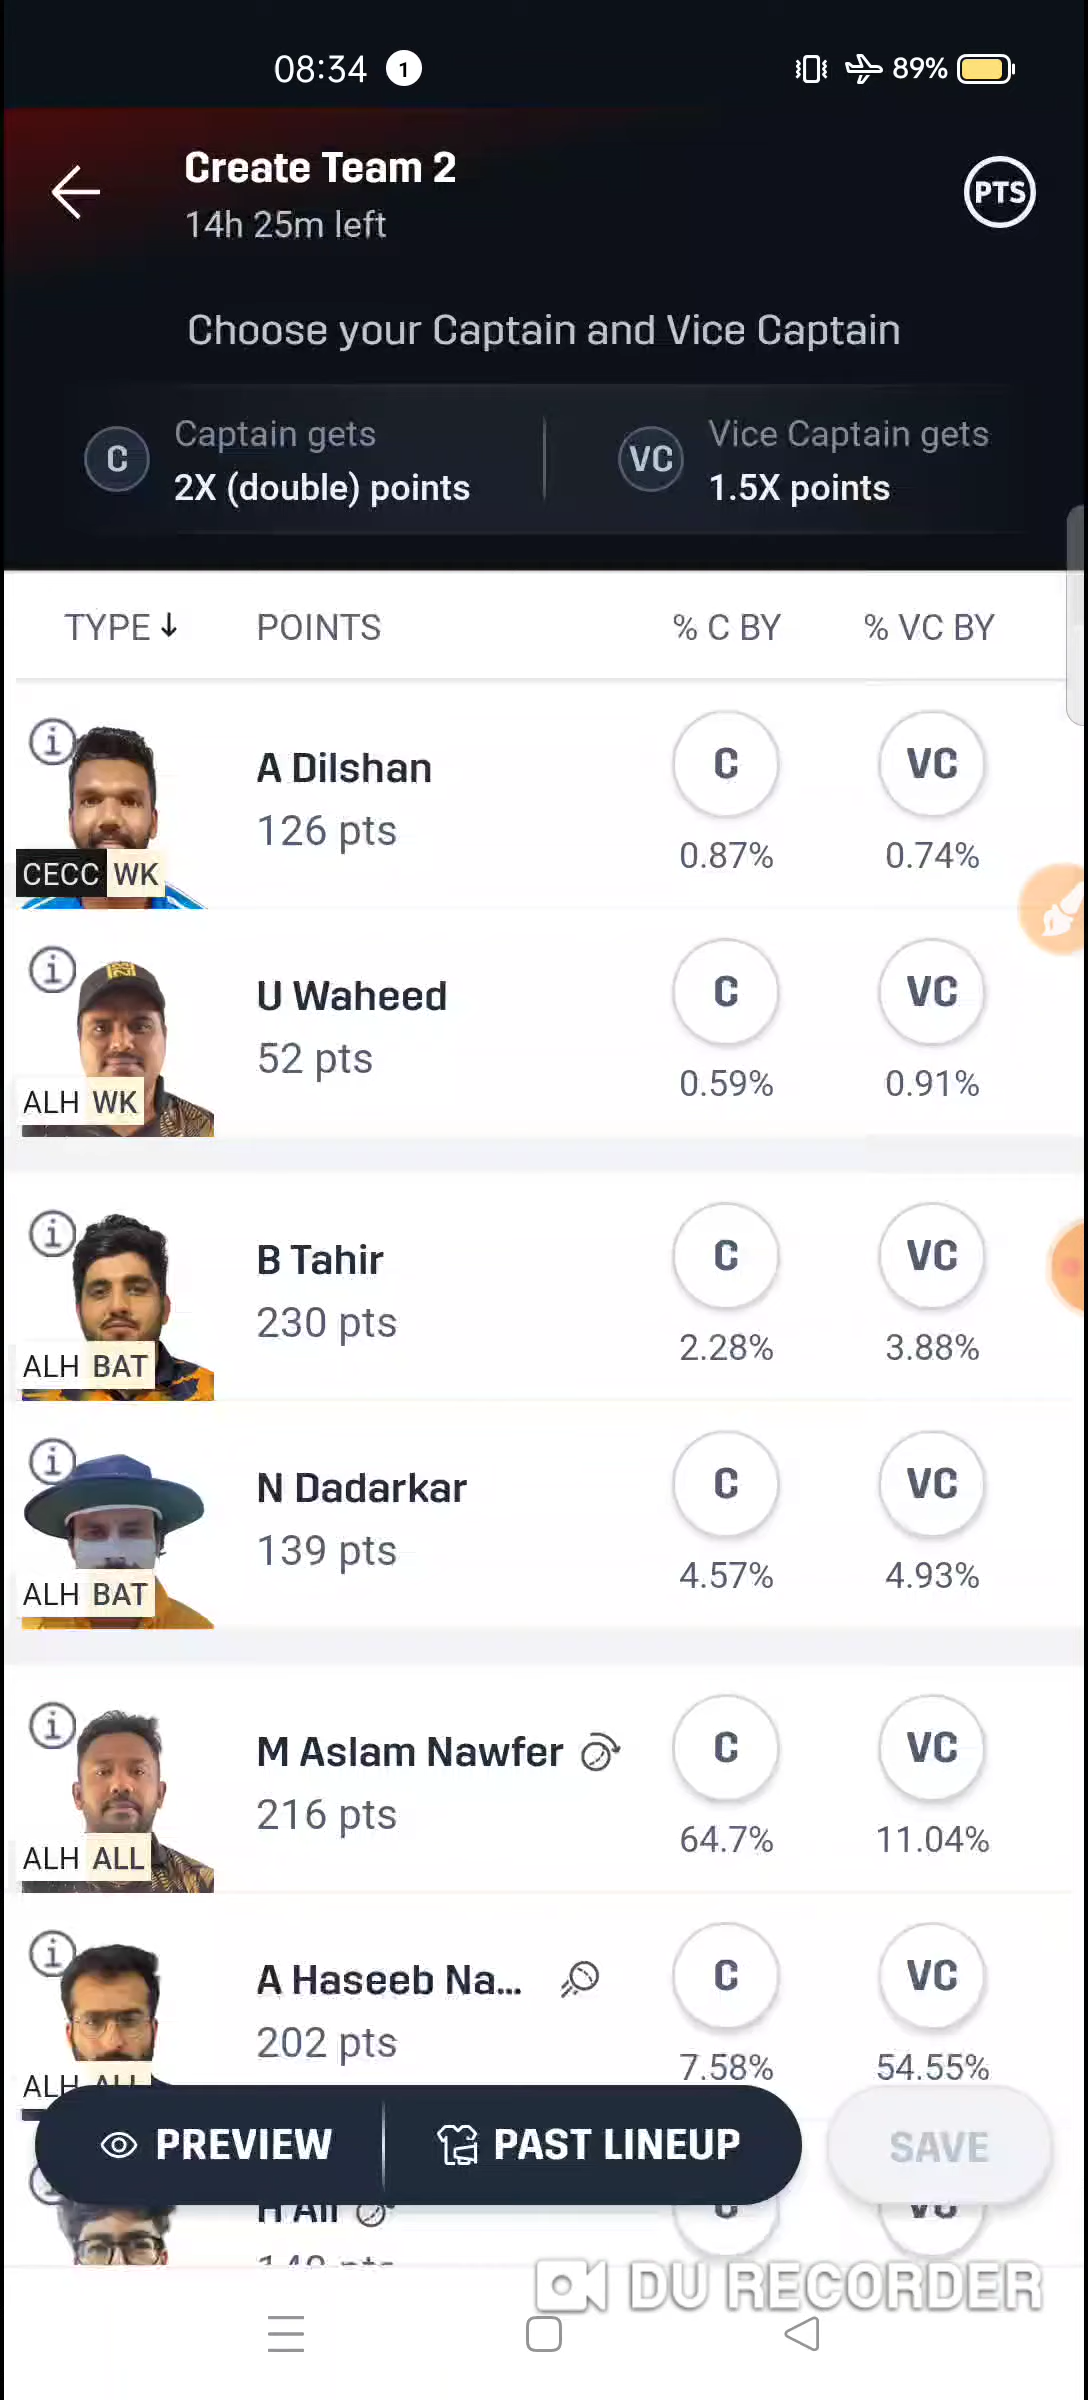 08:34 1 89%
Create Team 2
14h 25m left
PTS
Choose your Captain and Vice Captain
C Captain gets
2X (double) points
VC Vice Captain gets
1.5X points
TYPE POINTS % C BY % VC BY
A Dilshan
126 pts
CECC WK
C VC
0.87% 0.74%
U Waheed
52 pts
ALH WK
C VC
0.59% 0.91%
B Tahir
230 pts
ALH BAT
C VC
2.28% 3.88%
N Dadarkar
139 pts
ALH BAT
C VC
4.57% 4.93%
M Aslam Nawfer
216 pts
ALH ALL
C VC
64.7% 11.04%
A Haseeb Na...
202 pts
ALH ALL
C VC
7.58% 54.55%
PREVIEW PAST LINEUP SAVE
H Ali
C VC
DU RECORDER